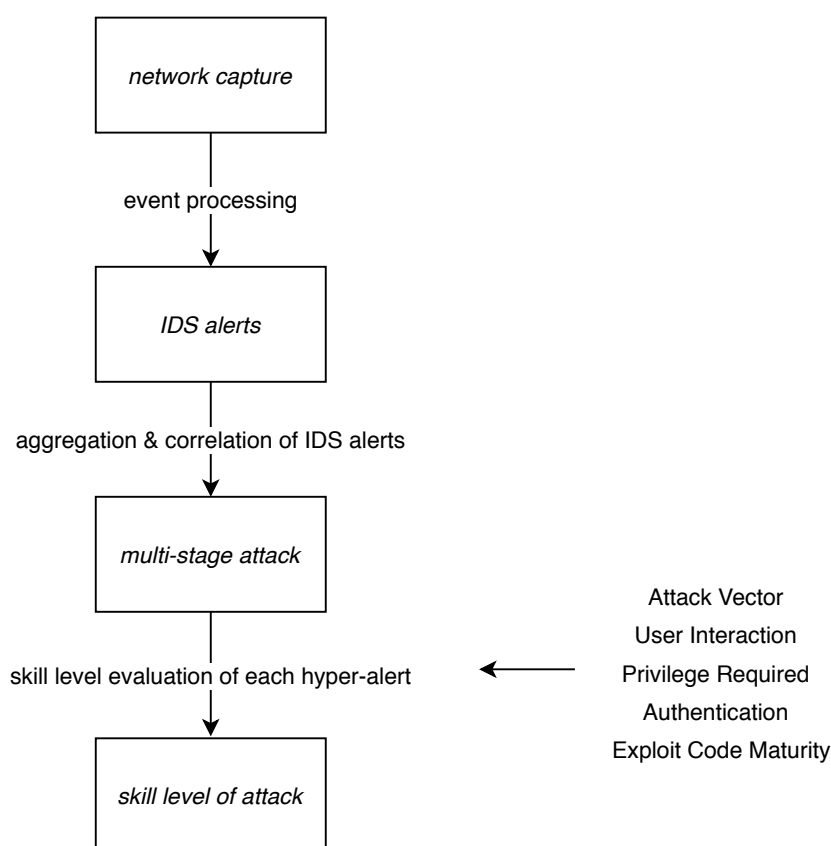 network capture
event processing
IDS alerts
aggregation & correlation of IDS alerts
multi-stage attack
skill level evaluation of each hyper-alert
Attack Vector
User Interaction
Privilege Required
Authentication
Exploit Code Maturity
skill level of attack